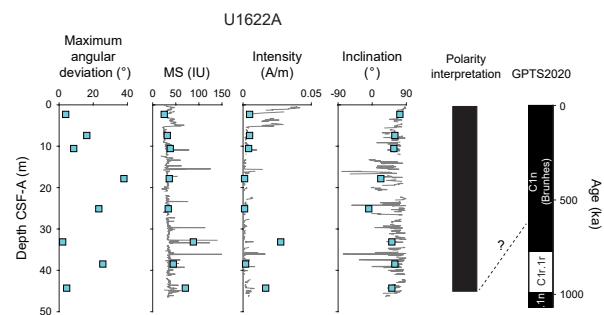 U1622A
Maximum
angular
deviation (°)
MS (IU)
Intensity
(A/m)
Inclination
(°)
Polarity
interpretation
GPTS2020
0 20 40
0 50 100 150
0 0.05
-90 0 90
0
10
20
30
40
50
Depth CSF-A (m)
?
C1n
(Brunhes)
C1r.1r
.1n
0
500
1000
Age (ka)